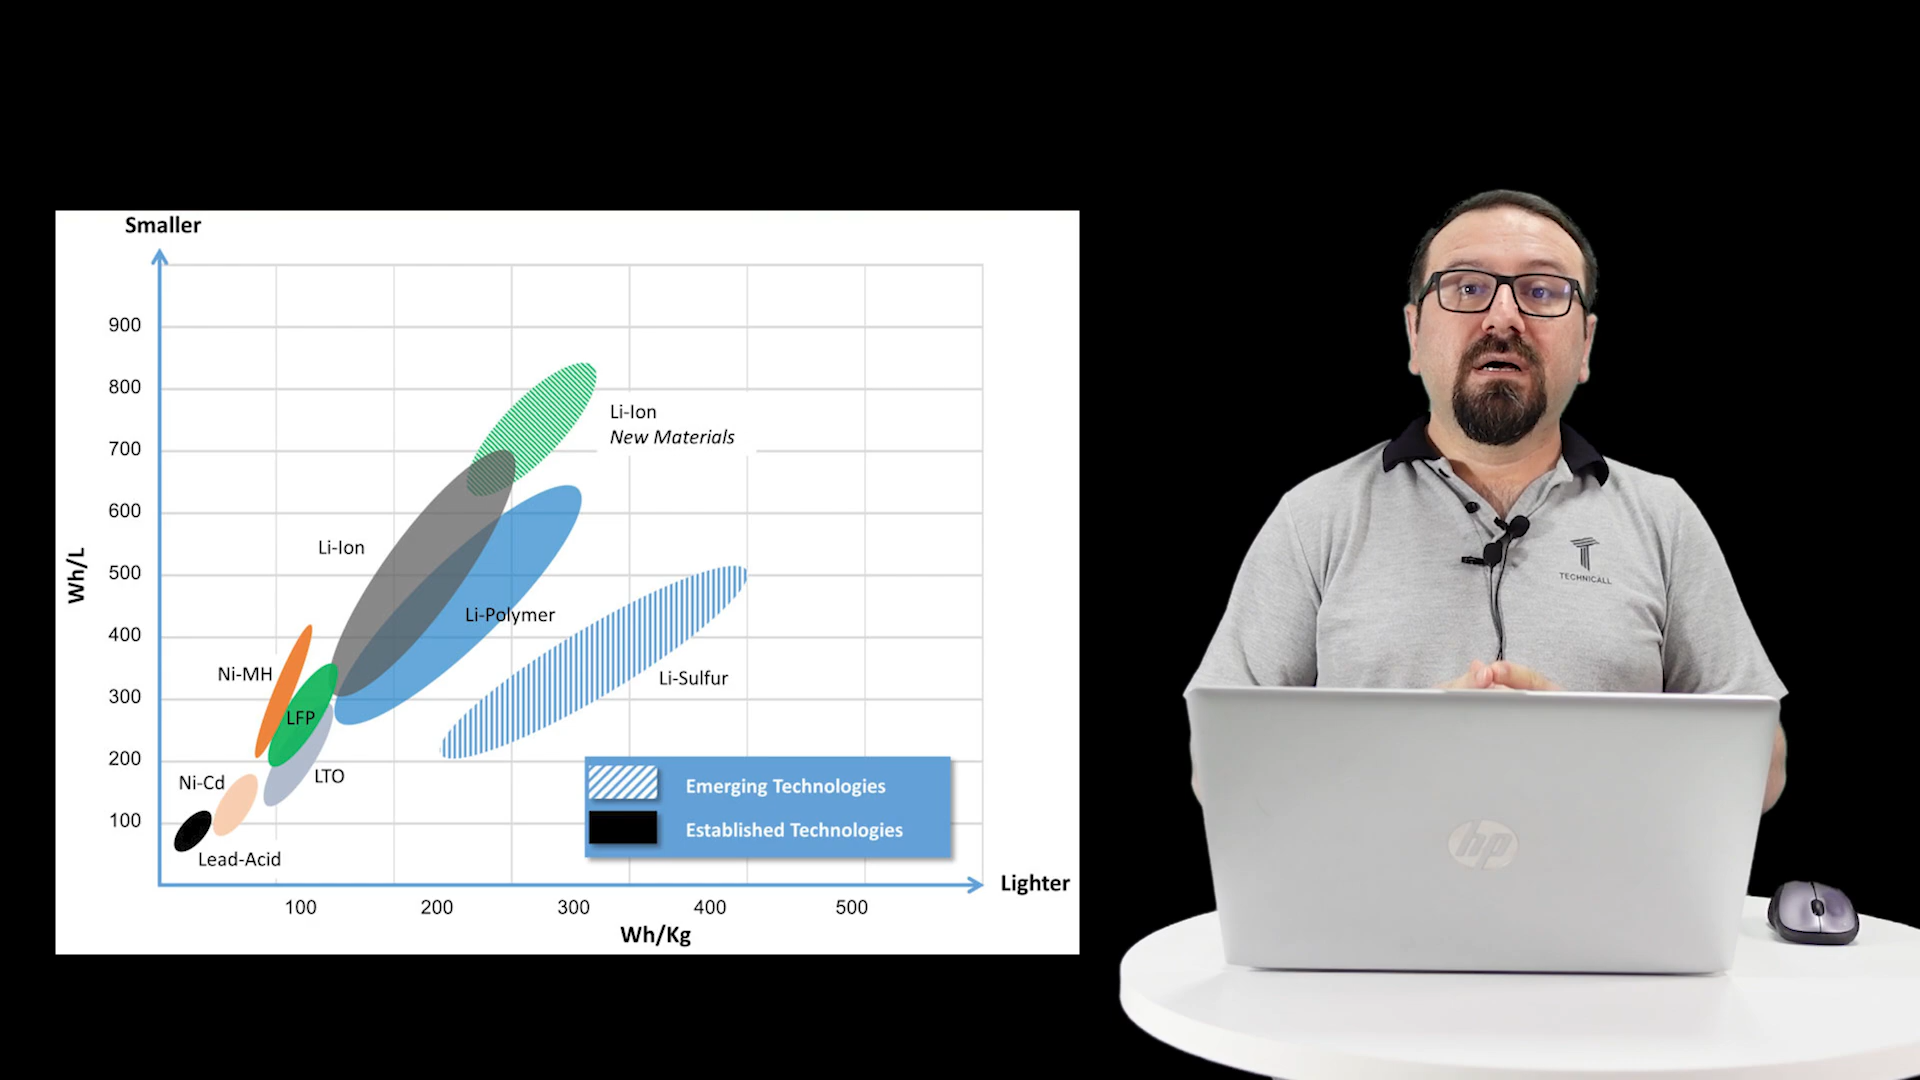 Smaller
900
800
700
600
500
400
300
200
100
Wh/L
Li-Ion
New Materials
Li-Ion
Li-Polymer
Ni-MH
LFP
Li-Sulfur
Ni-Cd
LTO
Lead-Acid
Emerging Technologies
Established Technologies
Lighter
100 200 300 400 500
Wh/Kg
TECHNICALL
hp